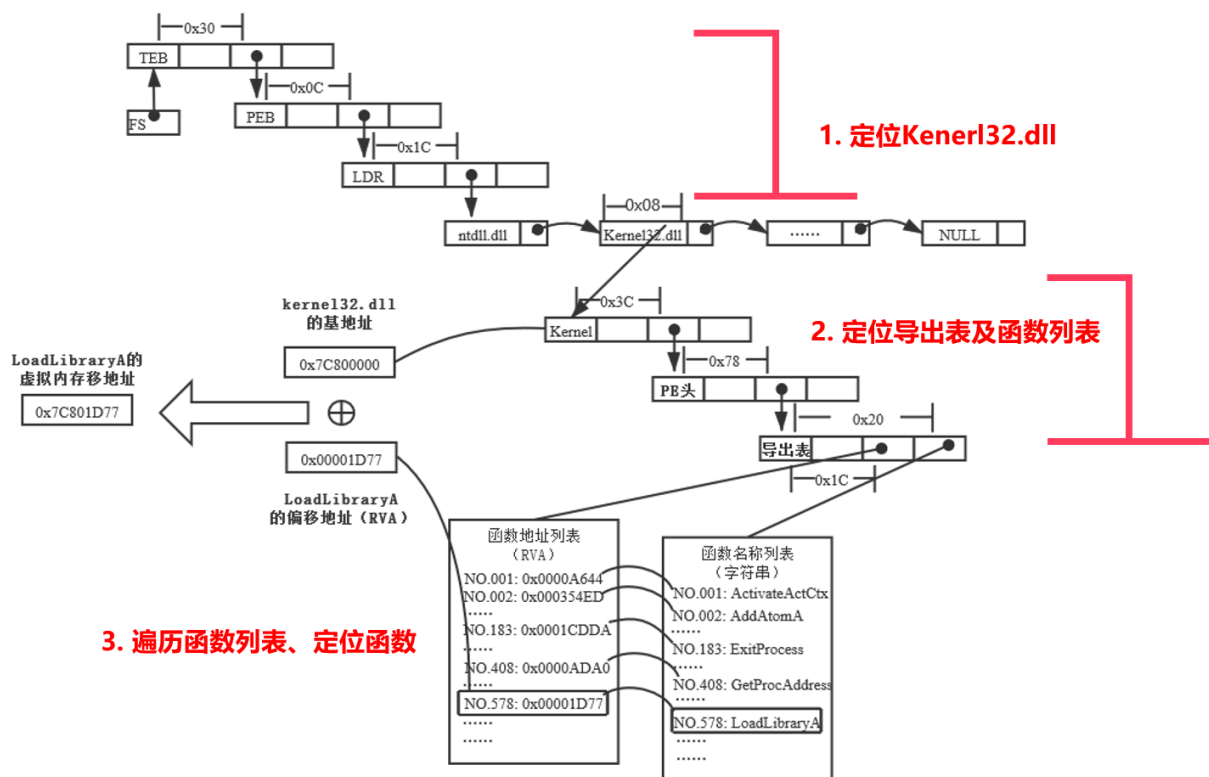 0x30
TEB
0x0C
FS
PEB
0x1C
LDR
1. 定位Kenerl32.dll
0x08
ntdll.dll
Kernel32.dll
……
NULL
kernel32.dll
的基地址
0x3C
Kernel
2. 定位导出表及函数列表
LoadLibraryA的
虚拟内存移地址
0x7C800000
0x78
PE头
0x7C801D77
0x20
导出表
0x00001D77
0x1C
LoadLibraryA
的偏移地址（RVA）
函数地址列表
（RVA）
NO.001: 0x0000A644
NO.002: 0x000354ED
……
NO.183: 0x0001CDDA
……
NO.408: 0x0000ADA0
……
NO.578: 0x00001D77
……
……
函数名称列表
（字符串）
NO.001: ActivateActCtx
NO.002: AddAtomA
……
NO.183: ExitProcess
……
NO.408: GetProcAddress
……
NO.578: LoadLibraryA
……
……
3. 遍历函数列表、定位函数